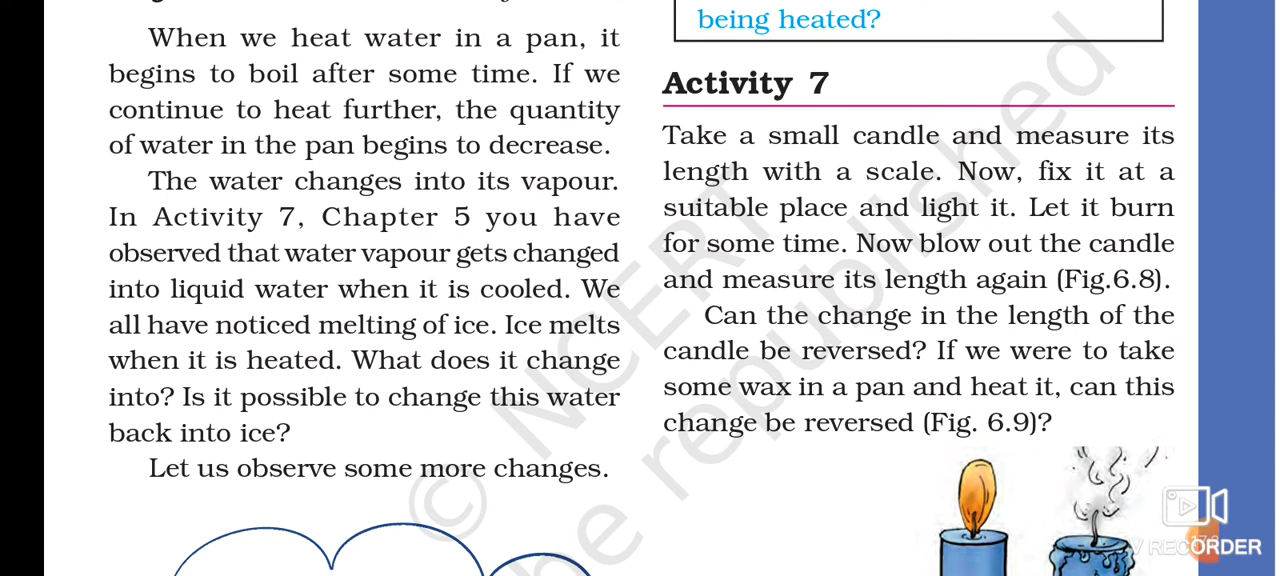 When we heat water in a pan, it
begins to boil after some time. If we
continue to heat further, the quantity
of water in the pan begins to decrease.
The water changes into its vapour.
In Activity 7, Chapter 5 you have
observed that water vapour gets changed
into liquid water when it is cooled. We
all have noticed melting of ice. Ice melts
when it is heated. What does it change
into? Is it possible to change this water
back into ice?
Let us observe some more changes.
being heated?
Activity 7
Take a small candle and measure its
length with a scale. Now, fix it at a
suitable place and light it. Let it burn
for some time. Now blow out the candle
and measure its length again (Fig.6.8).
Can the change in the length of the
candle be reversed? If we were to take
some wax in a pan and heat it, can this
change be reversed (Fig. 6.9)?
© NCERT
be republished
V RECORDER